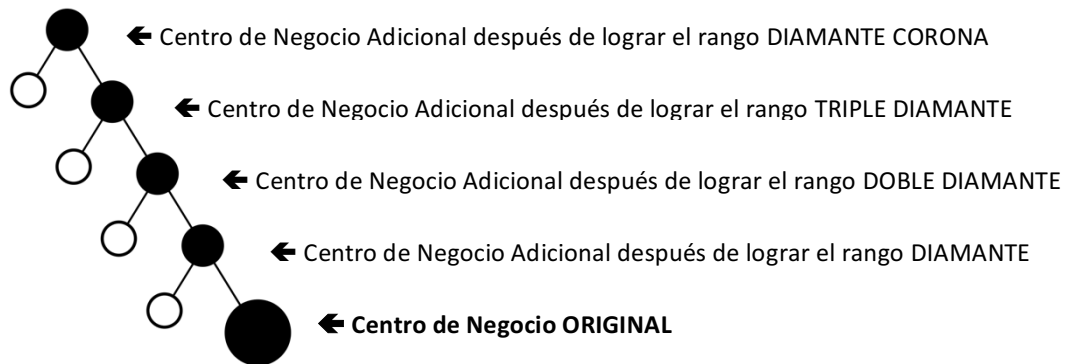 🡸 Centro de Negocio Adicional después de lograr el rango DIAMANTE CORONA
🡸 Centro de Negocio Adicional después de lograr el rango TRIPLE DIAMANTE
🡸 Centro de Negocio Adicional después de lograr el rango DOBLE DIAMANTE
🡸 Centro de Negocio Adicional después de lograr el rango DIAMANTE
🡸 Centro de Negocio ORIGINAL